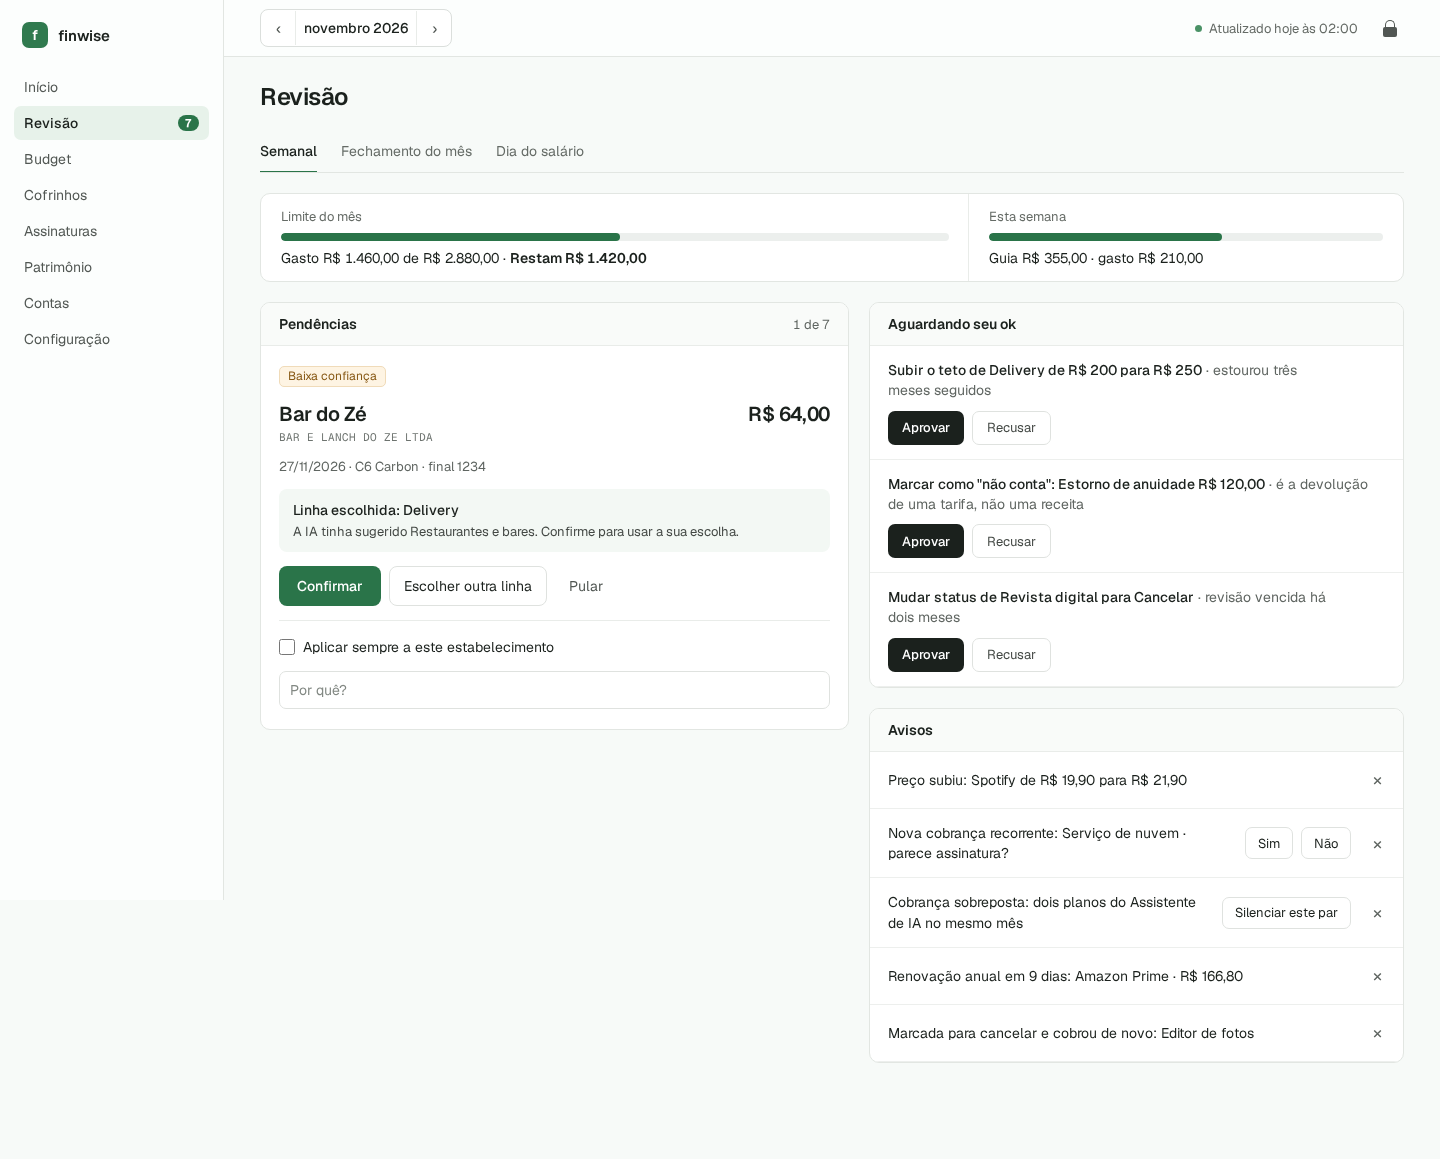 f finwise
Início
Revisão 7
Budget
Cofrinhos
Assinaturas
Patrimônio
Contas
Configuração
‹ novembro 2026 ›
Atualizado hoje às 02:00
Revisão
Semanal Fechamento do mês Dia do salário
Limite do mês
Gasto R$ 1.460,00 de R$ 2.880,00 · Restam R$ 1.420,00
Esta semana
Guia R$ 355,00 · gasto R$ 210,00
Pendências 1 de 7
Baixa confiança
Bar do Zé R$ 64,00
BAR E LANCH DO ZE LTDA
27/11/2026 · C6 Carbon · final 1234
Linha escolhida: Delivery
A IA tinha sugerido Restaurantes e bares. Confirme para usar a sua escolha.
Confirmar Escolher outra linha Pular
Aplicar sempre a este estabelecimento
Por quê?
Aguardando seu ok
Subir o teto de Delivery de R$ 200 para R$ 250 · estourou três
meses seguidos
Aprovar Recusar
Marcar como "não conta": Estorno de anuidade R$ 120,00 · é a devolução
de uma tarifa, não uma receita
Aprovar Recusar
Mudar status de Revista digital para Cancelar · revisão vencida há
dois meses
Aprovar Recusar
Avisos
Preço subiu: Spotify de R$ 19,90 para R$ 21,90 ×
Nova cobrança recorrente: Serviço de nuvem ·
parece assinatura?
Sim Não ×
Cobrança sobreposta: dois planos do Assistente
de IA no mesmo mês
Silenciar este par ×
Renovação anual em 9 dias: Amazon Prime · R$ 166,80 ×
Marcada para cancelar e cobrou de novo: Editor de fotos ×